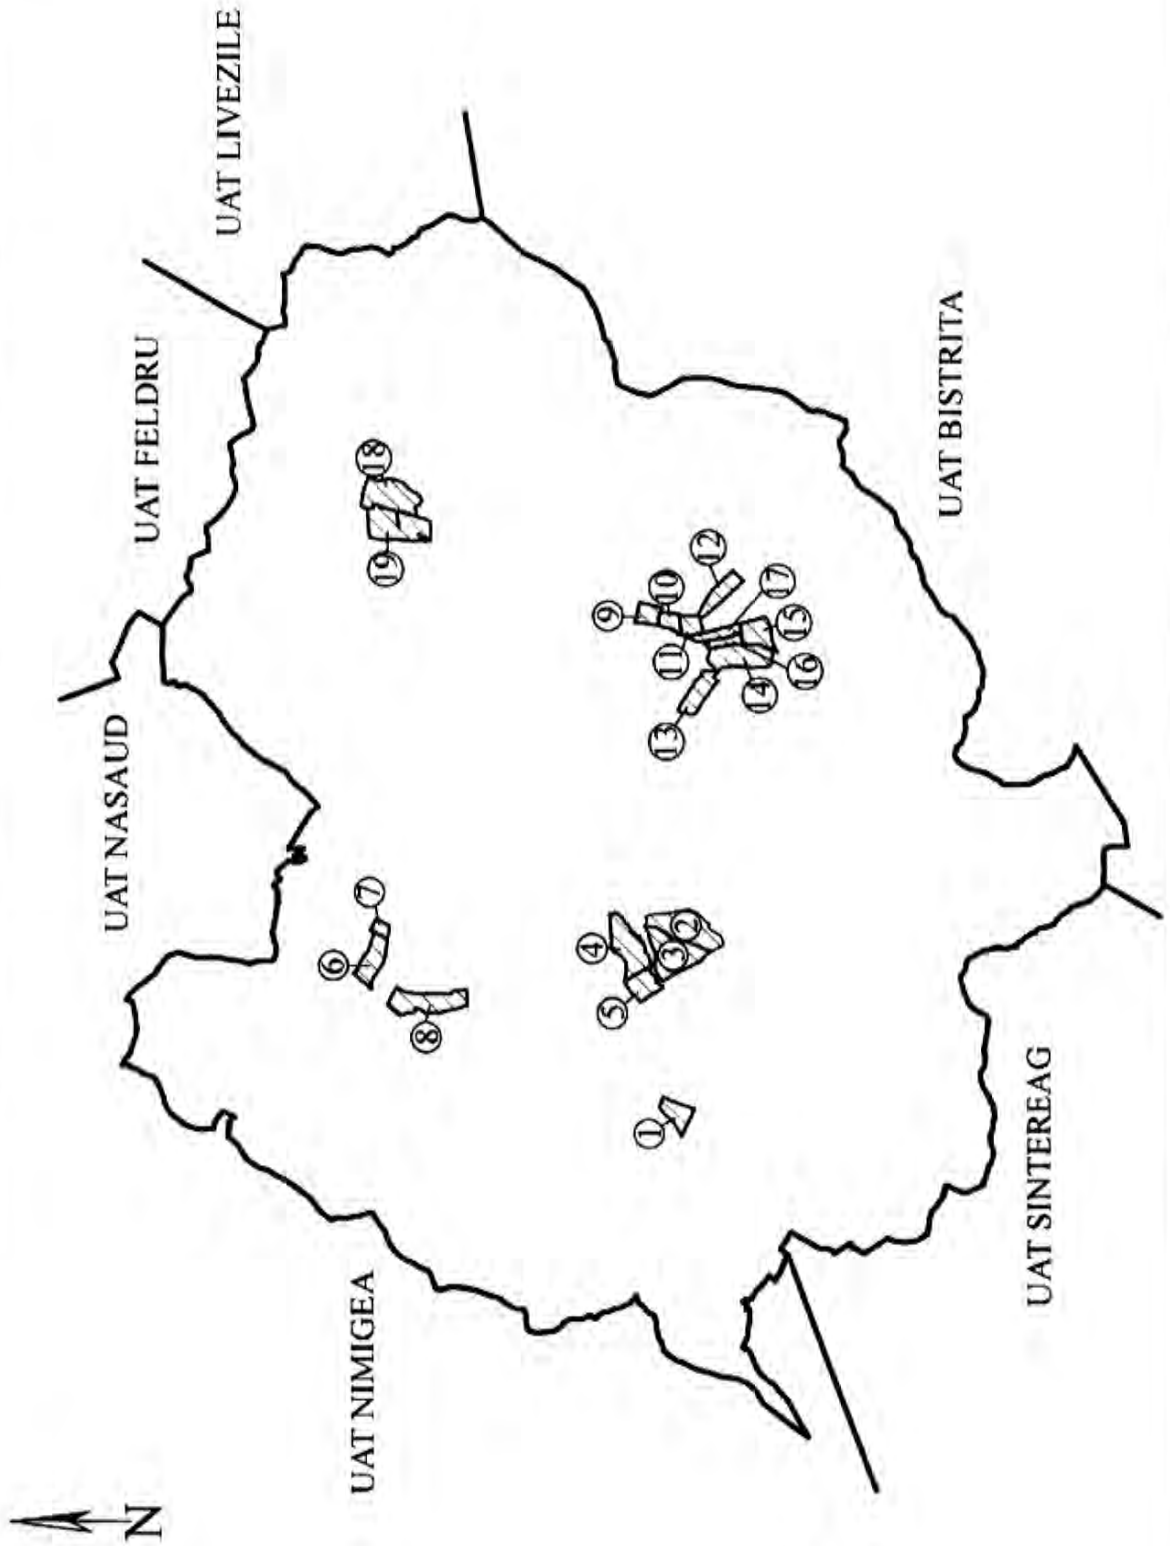 N
UAT NASAUD
UAT FELDRU
UAT LIVEZILE
UAT NIMIGEA
UAT BISTRITA
UAT SINTEREAG
1
2
3
4
5
6
7
8
9
10
11
12
13
14
15
16
17
18
19